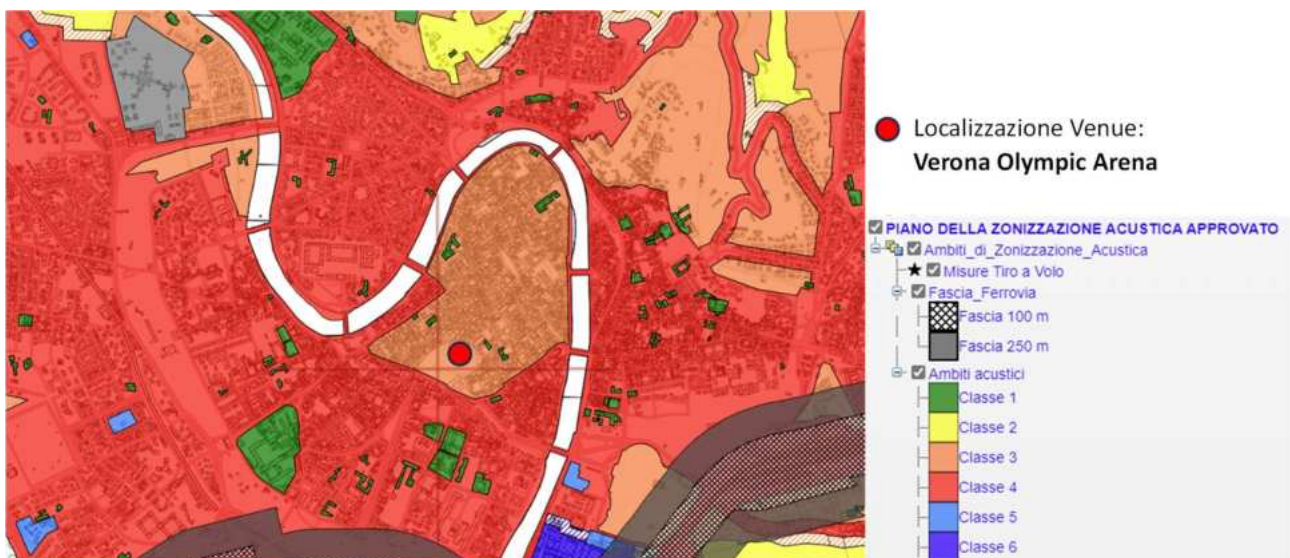 Localizzazione Venue:
Verona Olympic Arena
PIANO DELLA ZONIZZAZIONE ACUSTICA APPROVATO
Ambiti_di_Zonizzazione_Acustica
Misure Tiro a Volo
Fascia_Ferrovia
Fascia 100 m
Fascia 250 m
Ambiti acustici
Classe 1
Classe 2
Classe 3
Classe 4
Classe 5
Classe 6